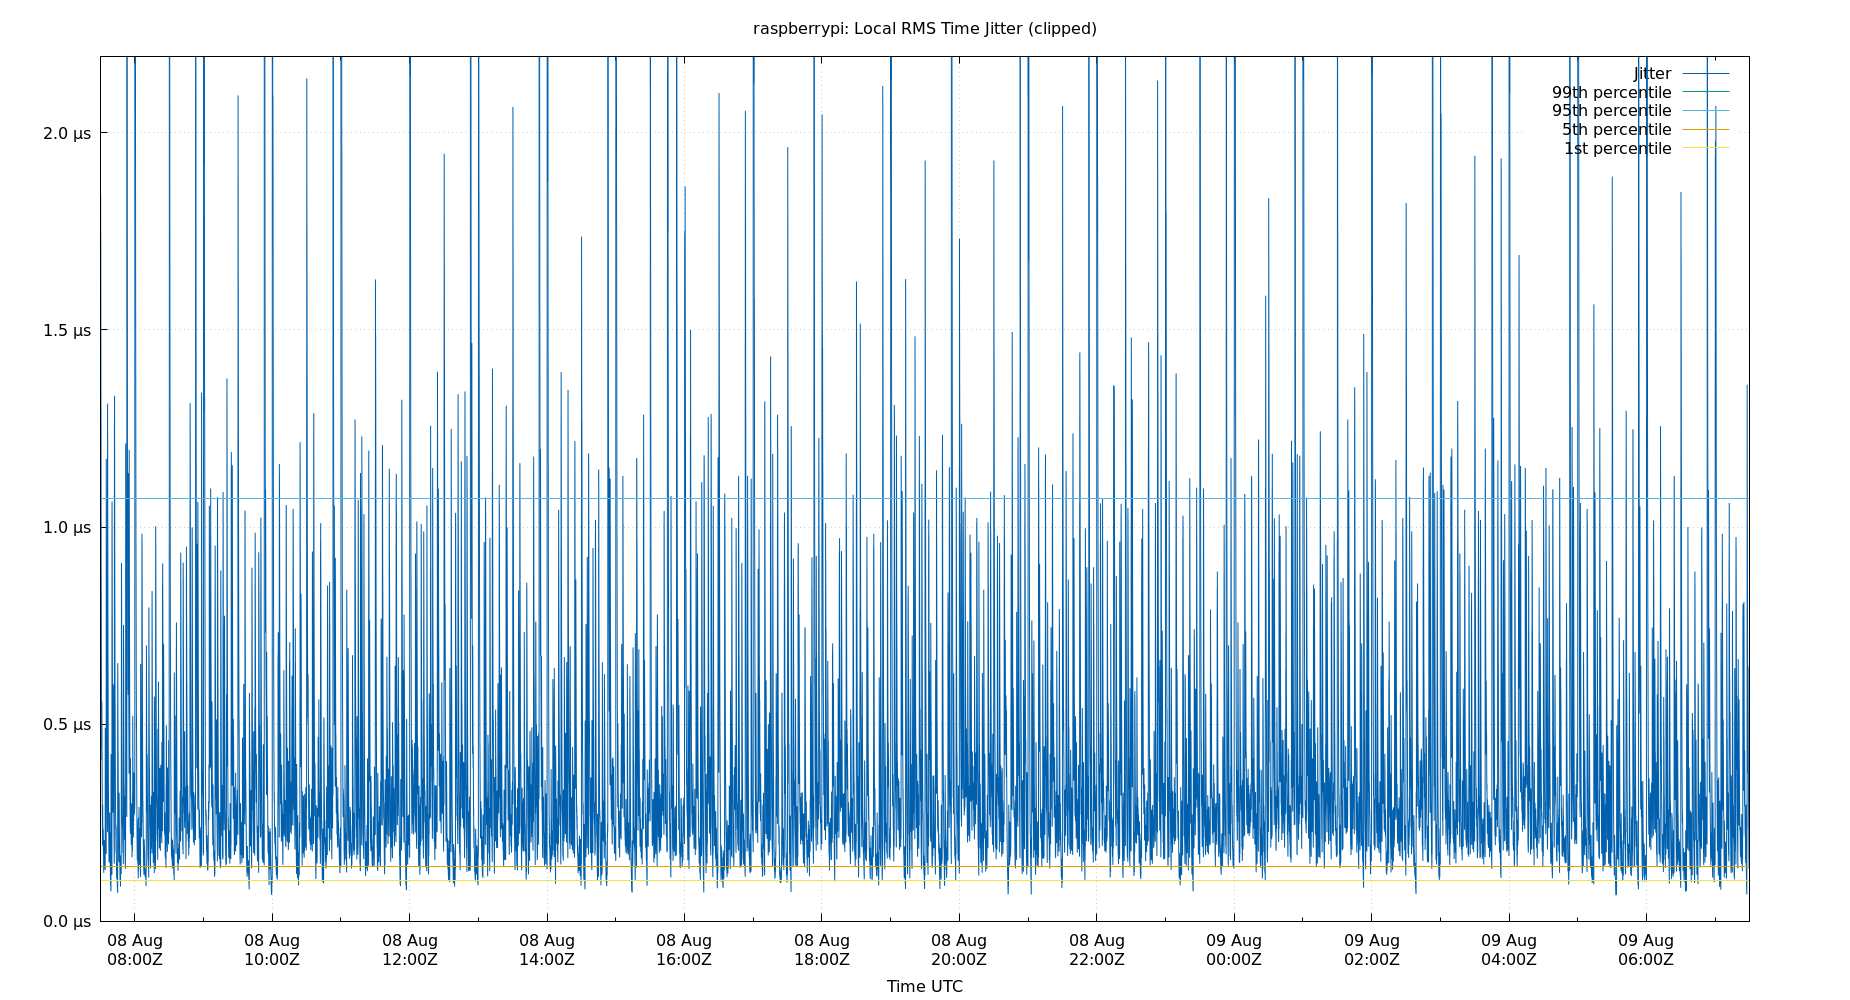 raspberrypi: Local RMS Time Jitter (clipped)
Jitter
99th percentile
95th percentile
5th percentile
1st percentile
2.0 µs
1.5 µs
1.0 µs
0.5 µs
0.0 µs
08 Aug 08 Aug 08 Aug 08 Aug 08 Aug 08 Aug 08 Aug 08 Aug 09 Aug 09 Aug 09 Aug 09 Aug
08:00Z 10:00Z 12:00Z 14:00Z 16:00Z 18:00Z 20:00Z 22:00Z 00:00Z 02:00Z 04:00Z 06:00Z
Time UTC